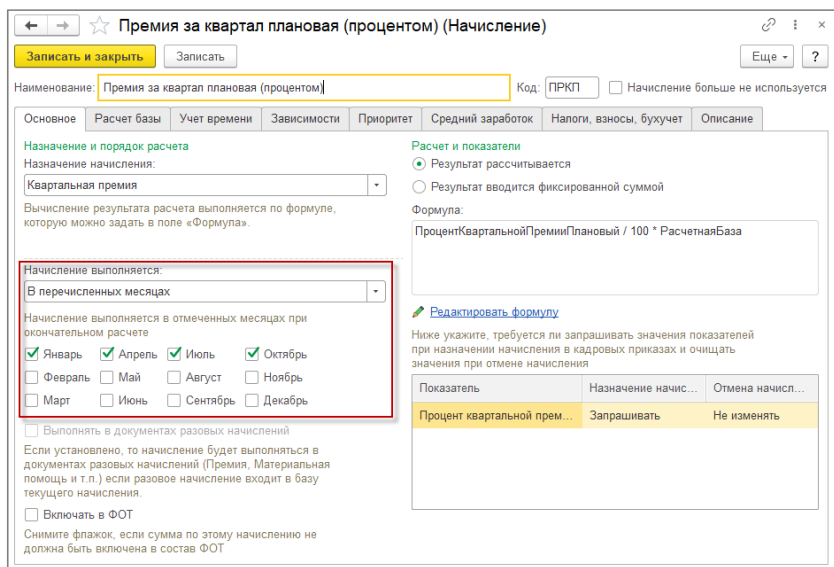 Премия за квартал плановая (процентом) (Начисление)
Записать и закрыть
Записать
Еще
?
Наименование:
Премия за квартал плановая (процентом)
Код:
ПРКП
Начисление больше не используется
Основное
Расчет базы
Учет времени
Зависимости
Приоритет
Средний заработок
Налоги, взносы, бухучет
Описание
Назначение и порядок расчета
Назначение начисления:
Квартальная премия
Вычисление результата расчета выполняется по формуле,
которую можно задать в поле «Формула».
Начисление выполняется:
В перечисленных месяцах
Начисление выполняется в отмеченных месяцах при
окончательном расчете
Январь Апрель Июль Октябрь
Февраль Май Август Ноябрь
Март Июнь Сентябрь Декабрь
Выполнять в документах разовых начислений
Если установлено, то начисление будет выполняться в
документах разовых начислений (Премия, Материальная
помощь и т.п.) если разовое начисление входит в базу
текущего начисления.
Включать в ФОТ
Снимите флажок, если сумма по этому начислению не
должна быть включена в состав ФОТ
Расчет и показатели
Результат рассчитывается
Результат вводится фиксированной суммой
Формула:
ПроцентКвартальнойПремииПлановый / 100 * РасчетнаяБаза
Редактировать формулу
Ниже укажите, требуется ли запрашивать значения показателей
при назначении начисления в кадровых приказах и очищать
значения при отмене начисления
Показатель Назначение начис... Отмена начисл...
Процент квартальной прем... Запрашивать Не изменять